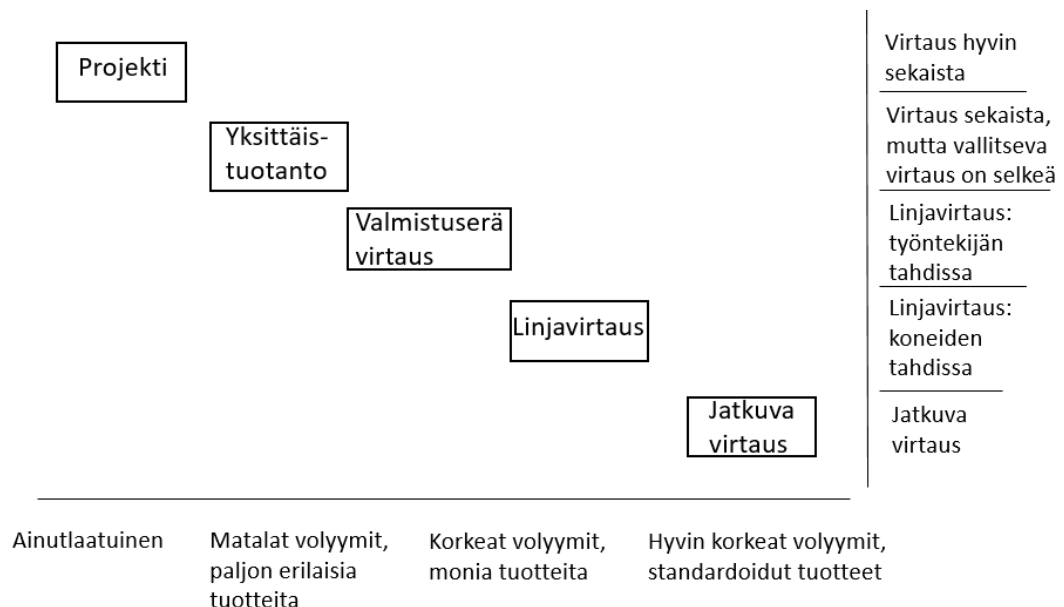 Projekti
Yksittäis-
tuotanto
Valmistuserä
virtaus
Linjavirtaus
Jatkuva
virtaus
Virtaus hyvin
sekaista
Virtaus sekaista,
mutta vallitseva
virtaus on selkeä
Linjavirtaus:
työntekijän
tahdissa
Linjavirtaus:
koneiden
tahdissa
Jatkuva
virtaus
Ainutlaatuinen
Matalat volyymit,
paljon erilaisia
tuotteita
Korkeat volyymit,
monia tuotteita
Hyvin korkeat volyymit,
standardoidut tuotteet